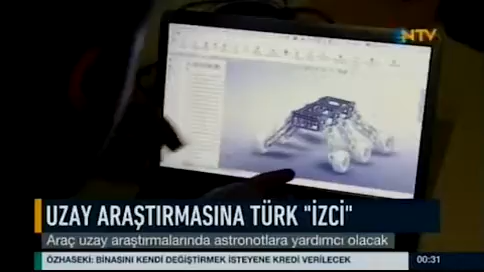 NTV
UZAY ARAŞTIRMASINA TÜRK "İZCİ"
Araç uzay araştırmalarında astronotlara yardımcı olacak
ÖZHASEKİ: BİNASINI KENDİ DEĞİŞTİRMEK İSTEYENE KREDİ VERİLECEK
00:31